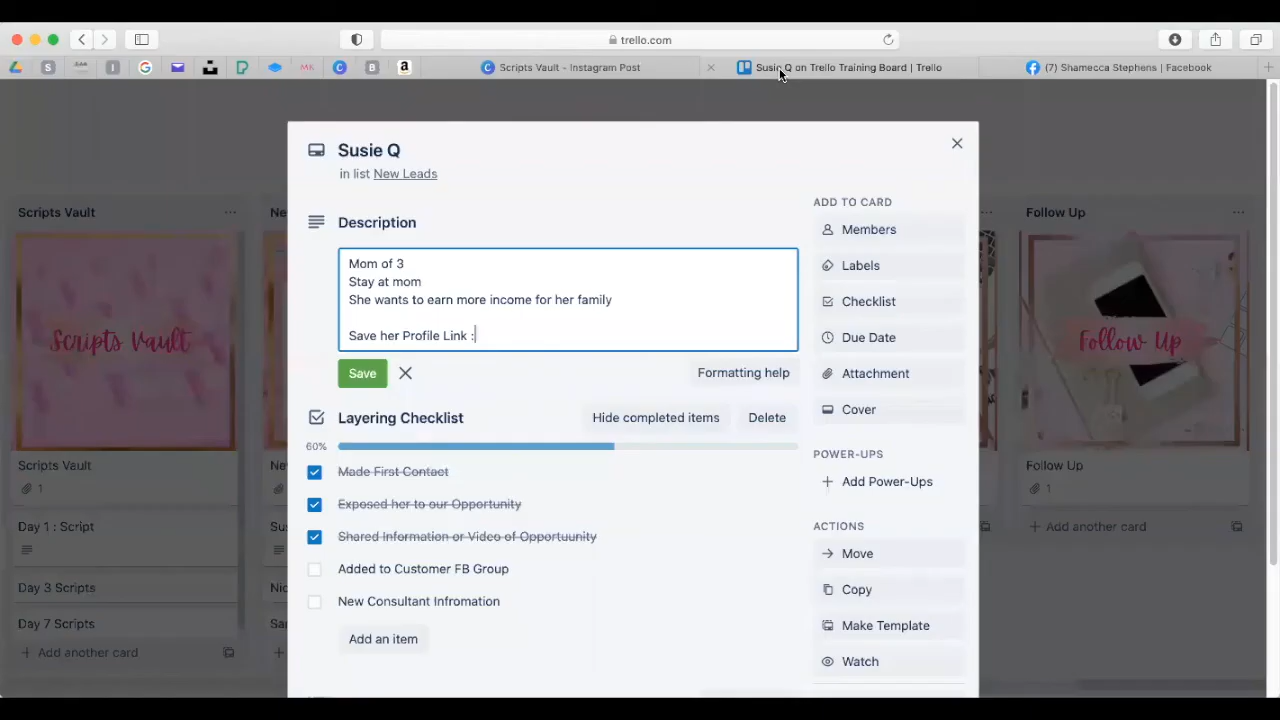 trello.com
Scripts Vault - Instagram Post
Susie Q on Trello Training Board | Trello
(7) Shamecca Stephens | Facebook
Susie Q
in list New Leads
Description
Mom of 3
Stay at mom
She wants to earn more income for her family
Save her Profile Link :
Save
Formatting help
Layering Checklist
Hide completed items
Delete
60%
Made First Contact
Exposed her to our Opportunity
Shared Information or Video of Opportuunity
Added to Customer FB Group
New Consultant Infromation
Add an item
ADD TO CARD
Members
Labels
Checklist
Due Date
Attachment
Cover
POWER-UPS
Add Power-Ups
ACTIONS
Move
Copy
Make Template
Watch
Scripts Vault
Scripts Vault
Scripts Vault
1
Day 1 : Script
Day 3 Scripts
Day 7 Scripts
Add another card
Follow Up
Follow Up
Follow Up
1
Add another card